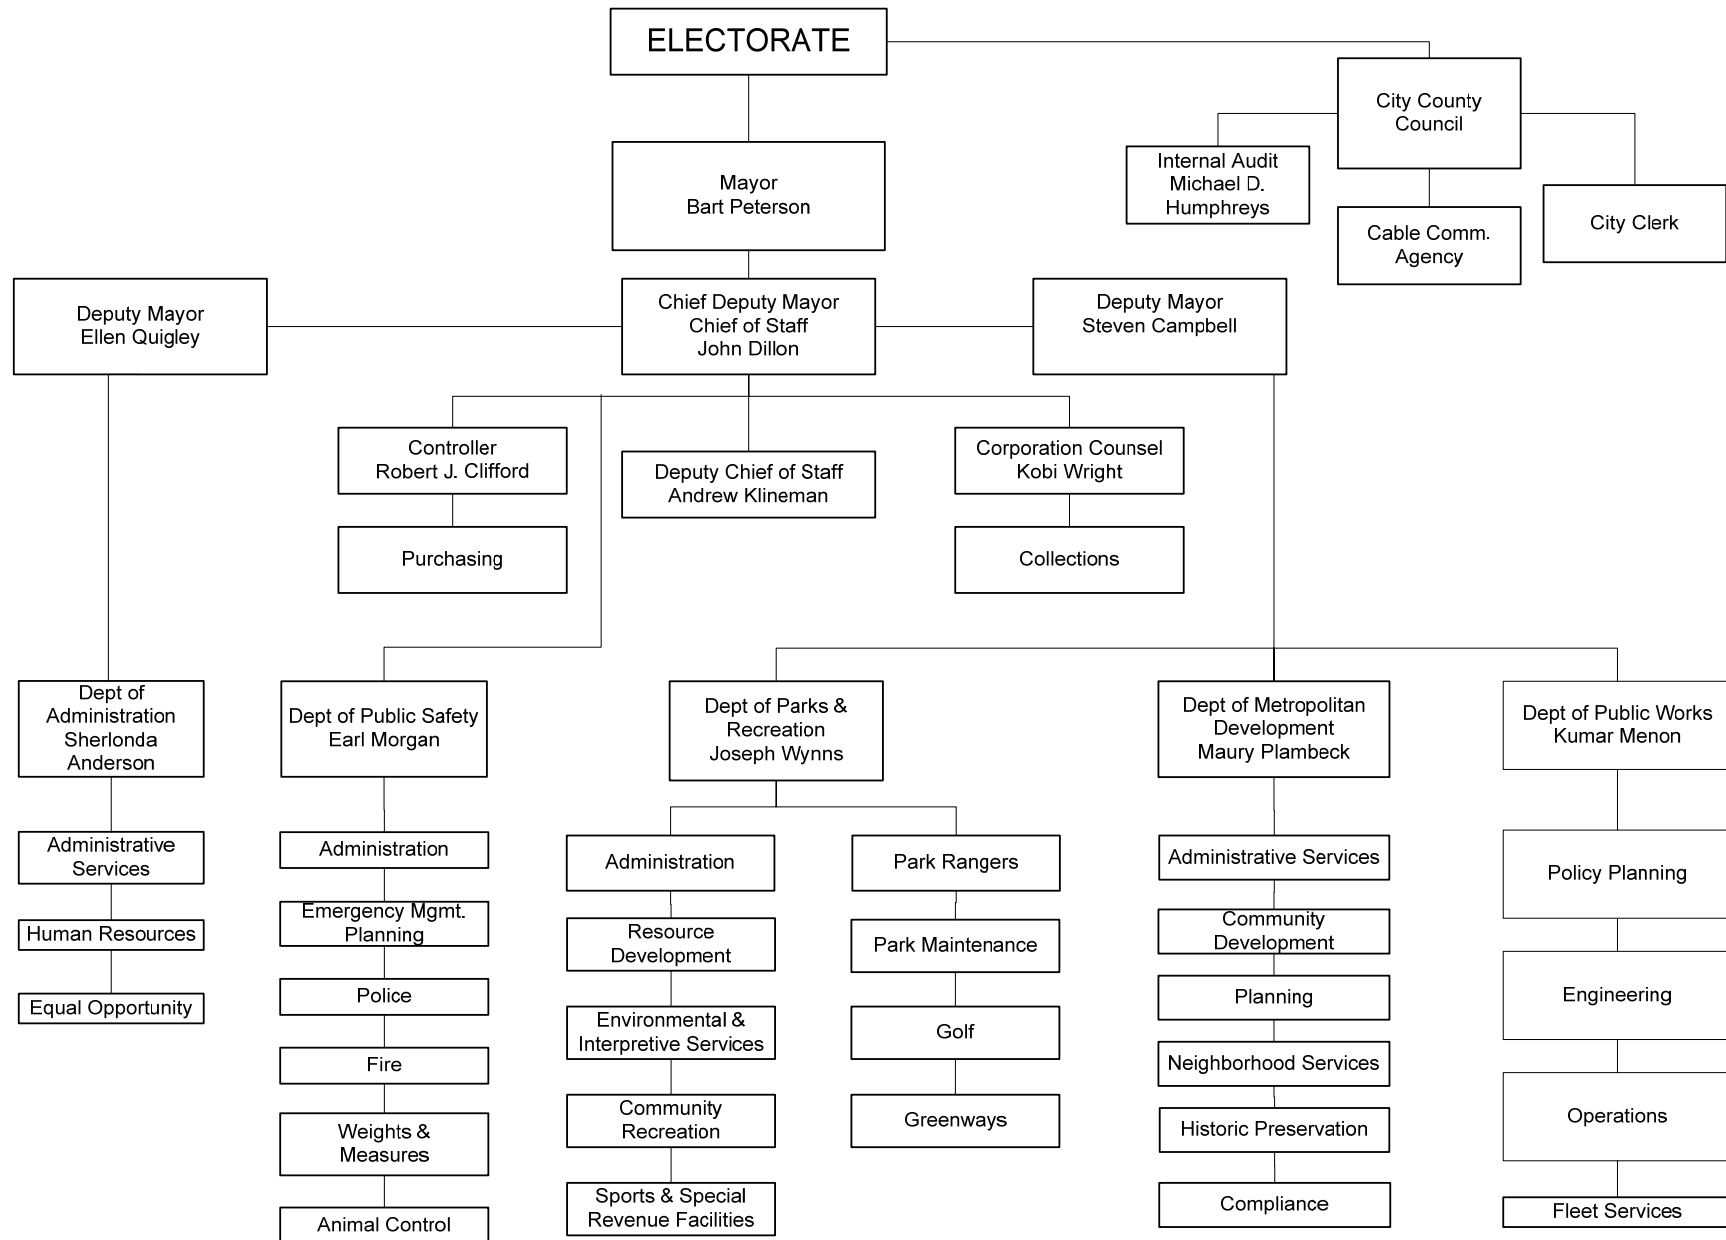 ELECTORATE
City County
Council
Internal Audit
Michael D.
Humphreys
Cable Comm.
Agency
City Clerk
Mayor
Bart Peterson
Deputy Mayor
Ellen Quigley
Chief Deputy Mayor
Chief of Staff
John Dillon
Deputy Mayor
Steven Campbell
Controller
Robert J. Clifford
Deputy Chief of Staff
Andrew Klineman
Corporation Counsel
Kobi Wright
Purchasing
Collections
Dept of
Administration
Sherlonda
Anderson
Administrative
Services
Human Resources
Equal Opportunity
Dept of Public Safety
Earl Morgan
Administration
Emergency Mgmt.
Planning
Police
Fire
Weights &
Measures
Animal Control
Dept of Parks &
Recreation
Joseph Wynns
Administration
Resource
Development
Environmental &
Interpretive Services
Community
Recreation
Sports & Special
Revenue Facilities
Park Rangers
Park Maintenance
Golf
Greenways
Dept of Metropolitan
Development
Maury Plambeck
Administrative Services
Community
Development
Planning
Neighborhood Services
Historic Preservation
Compliance
Dept of Public Works
Kumar Menon
Policy Planning
Engineering
Operations
Fleet Services